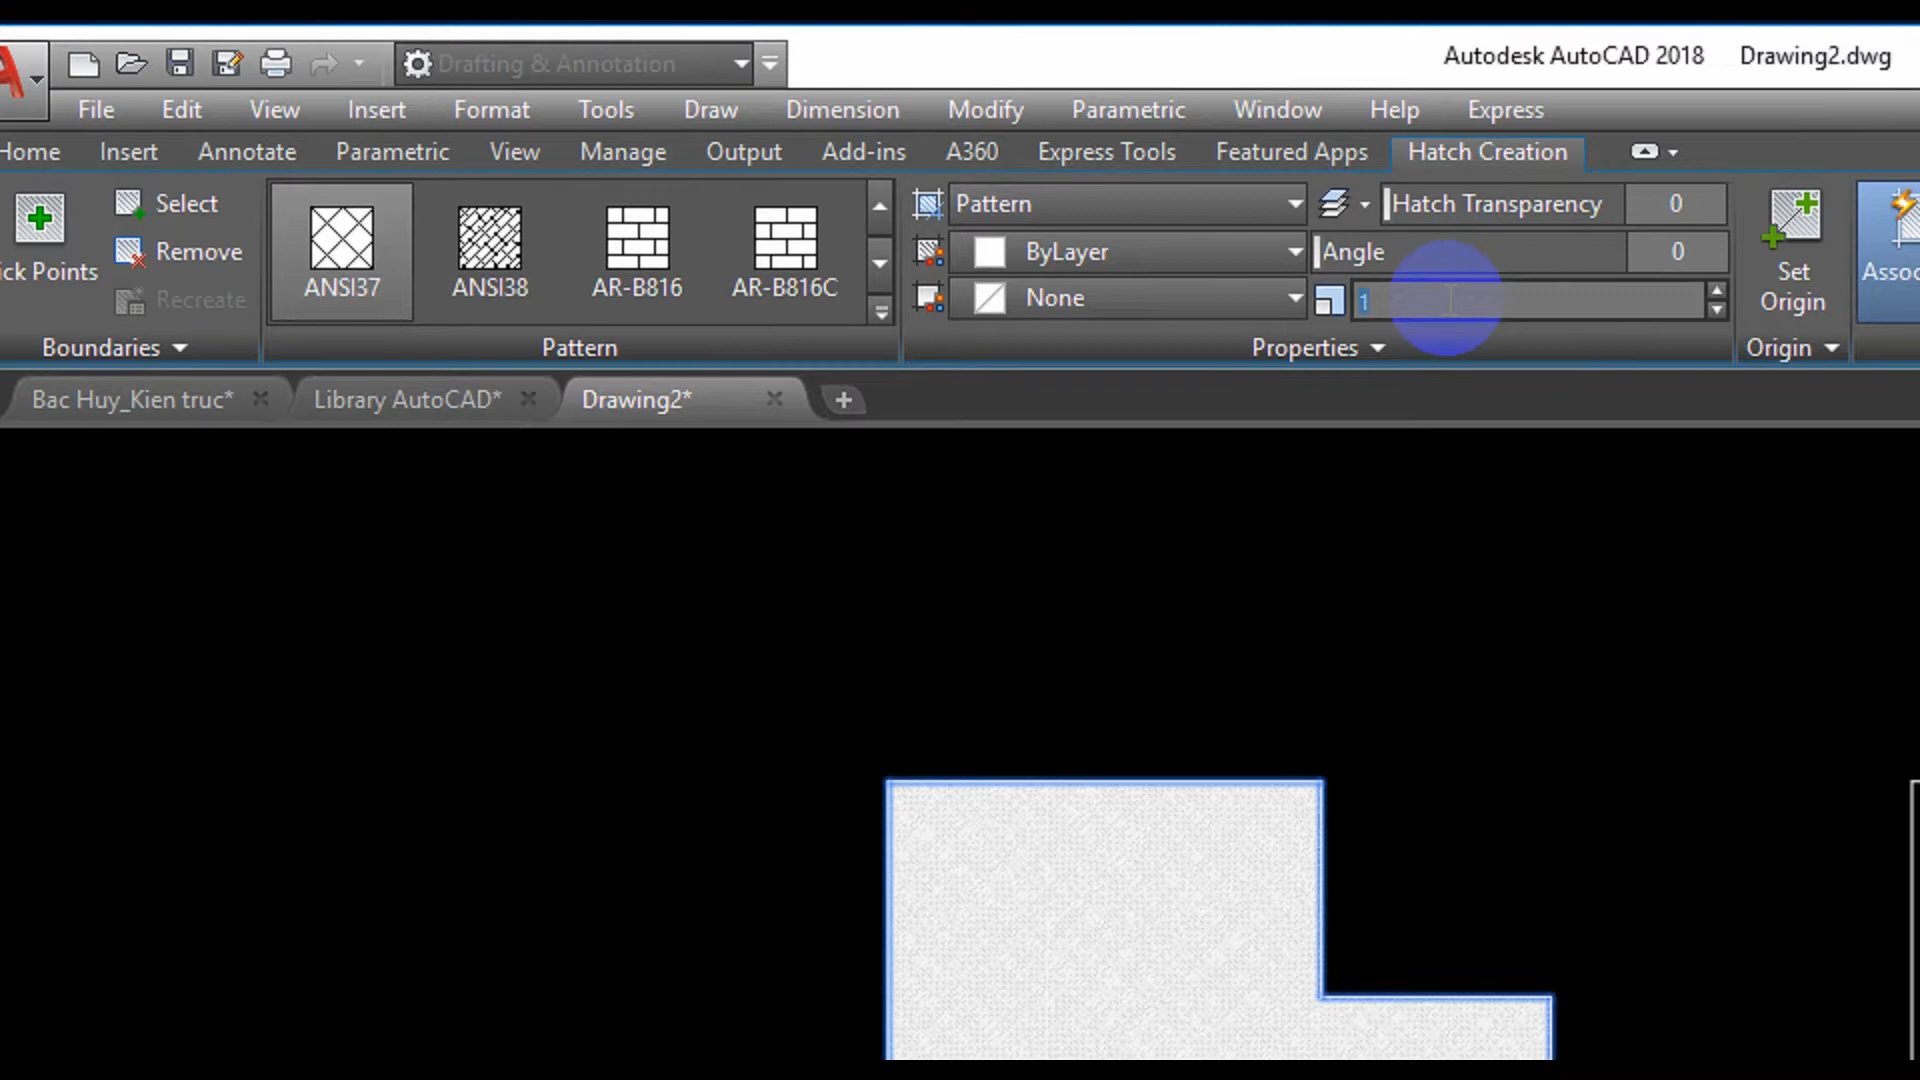 Drafting & Annotation
Autodesk AutoCAD 2018 Drawing2.dwg
File Edit View Insert Format Tools Draw Dimension Modify Parametric Window Help Express
Home Insert Annotate Parametric View Manage Output Add-ins A360 Express Tools Featured Apps Hatch Creation
Select
Remove
Recreate
ick Points
Boundaries
ANSI37 ANSI38 AR-B816 AR-B816C
Pattern
Pattern Hatch Transparency 0
ByLayer Angle 0
None 1
Properties
Set
Origin
Origin
Assoc
Bac Huy_Kien truc* Library AutoCAD* Drawing2*